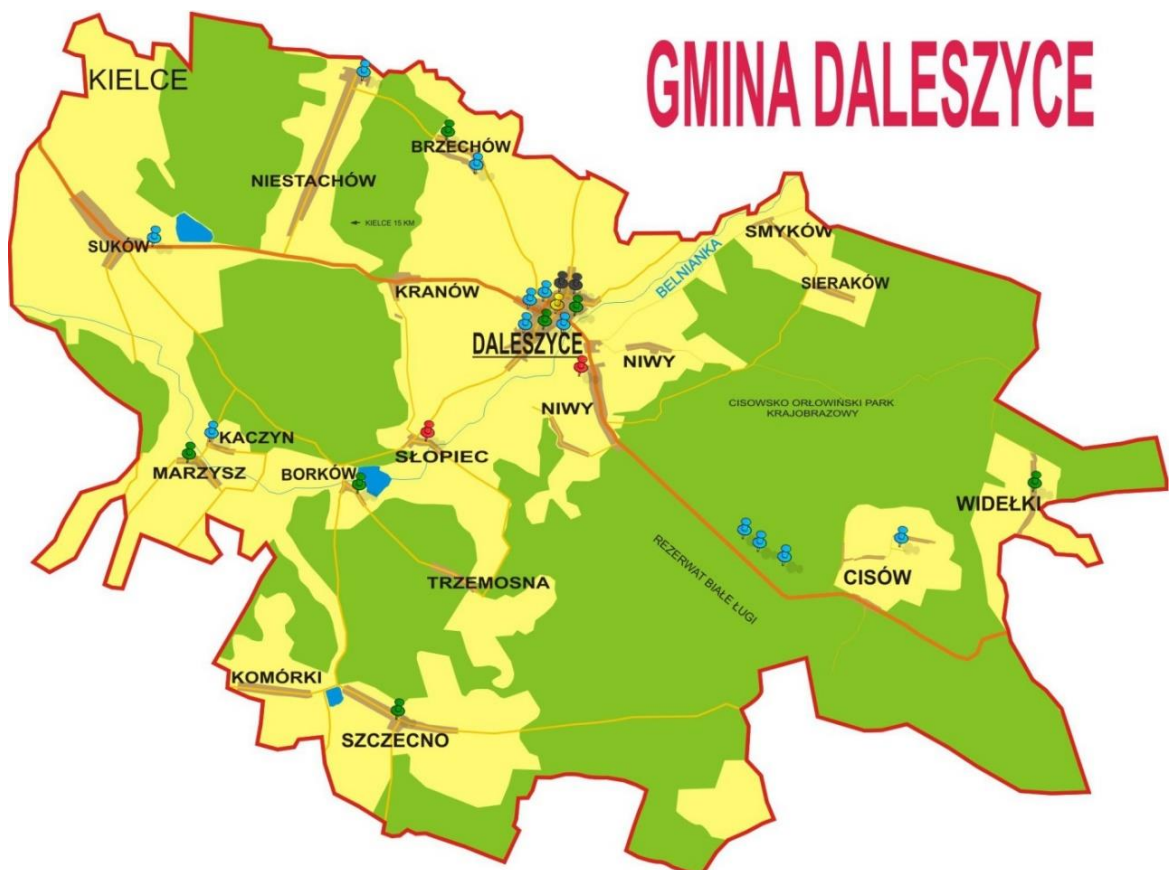 GMINA DALESZYCE
KIELCE
BRZECHÓW
NIESTACHÓW
KIELCE 15 KM
SMYKÓW
SUKÓW
BELNIANKA
SIERAKÓW
KRANÓW
DALESZYCE
NIWY
CISOWSKO ORŁOWIŃSKI PARK
KRAJOBRAZOWY
NIWY
KACZYN
SŁOPIEC
MARZYSZ
BORKÓW
WIDEŁKI
REZERWAT BIAŁE ŁUGI
CISÓW
TRZEMOSNA
KOMÓRKI
SZCZECNO